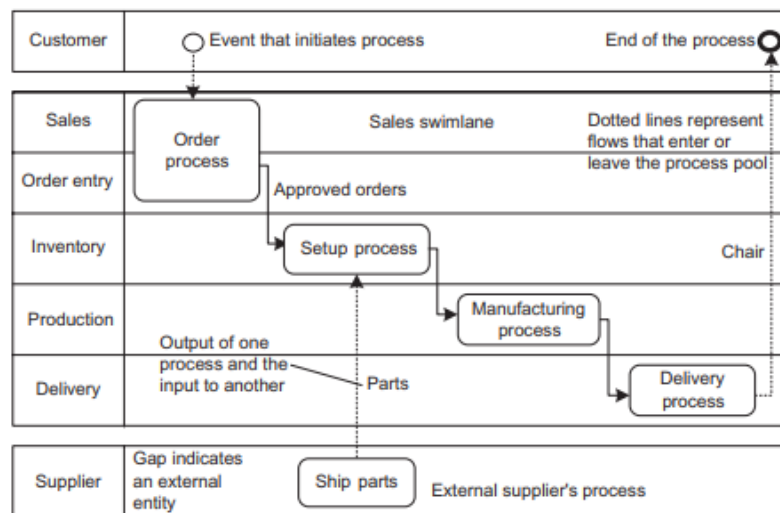 Customer
Event that initiates process
End of the process
Sales
Order
process
Sales swimlane
Dotted lines represent
flows that enter or
leave the process pool
Order entry
Approved orders
Inventory
Setup process
Chair
Production
Manufacturing
process
Output of one
process and the
input to another
Delivery
Parts
Delivery
process
Supplier
Gap indicates
an external
entity
Ship parts
External supplier's process